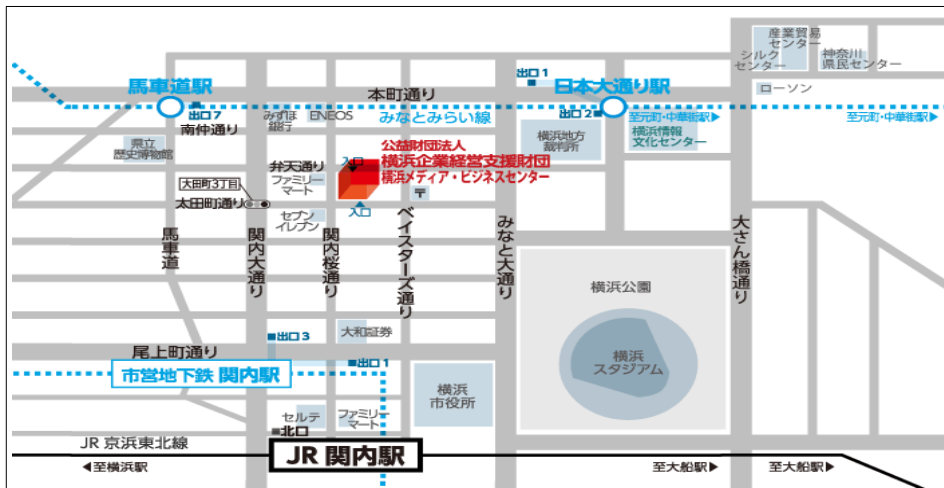 産業貿易
センター
シルク
センター
神奈川
県民センター
馬車道駅
出口1
日本大通り駅
ローソン
本町通り
出口7
みずほ
銀行
ENEOS
みなとみらい線
出口2
至元町・中華街駅▶
至元町・中華街駅▶
南仲通り
横浜地方
裁判所
横浜情報
文化センター
県立
歴史博物館
公益財団法人
横浜企業経営支援財団
横浜メディア・ビジネスセンター
入口
弁天通り
ファミリー
マート
大田町3丁目
〒
太田町通り
セブン
イレブン
入口
馬車道
関内大通り
関内桜通り
ベイスターズ通り
みなと大通り
大さん橋通り
横浜公園
出口3
大和証券
尾上町通り
出口1
横浜
スタジアム
市営地下鉄 関内駅
横浜
市役所
セルテ
ファミリー
マート
北口
JR 京浜東北線
JR 関内駅
◀至横浜駅
至大船駅▶
至大船駅▶